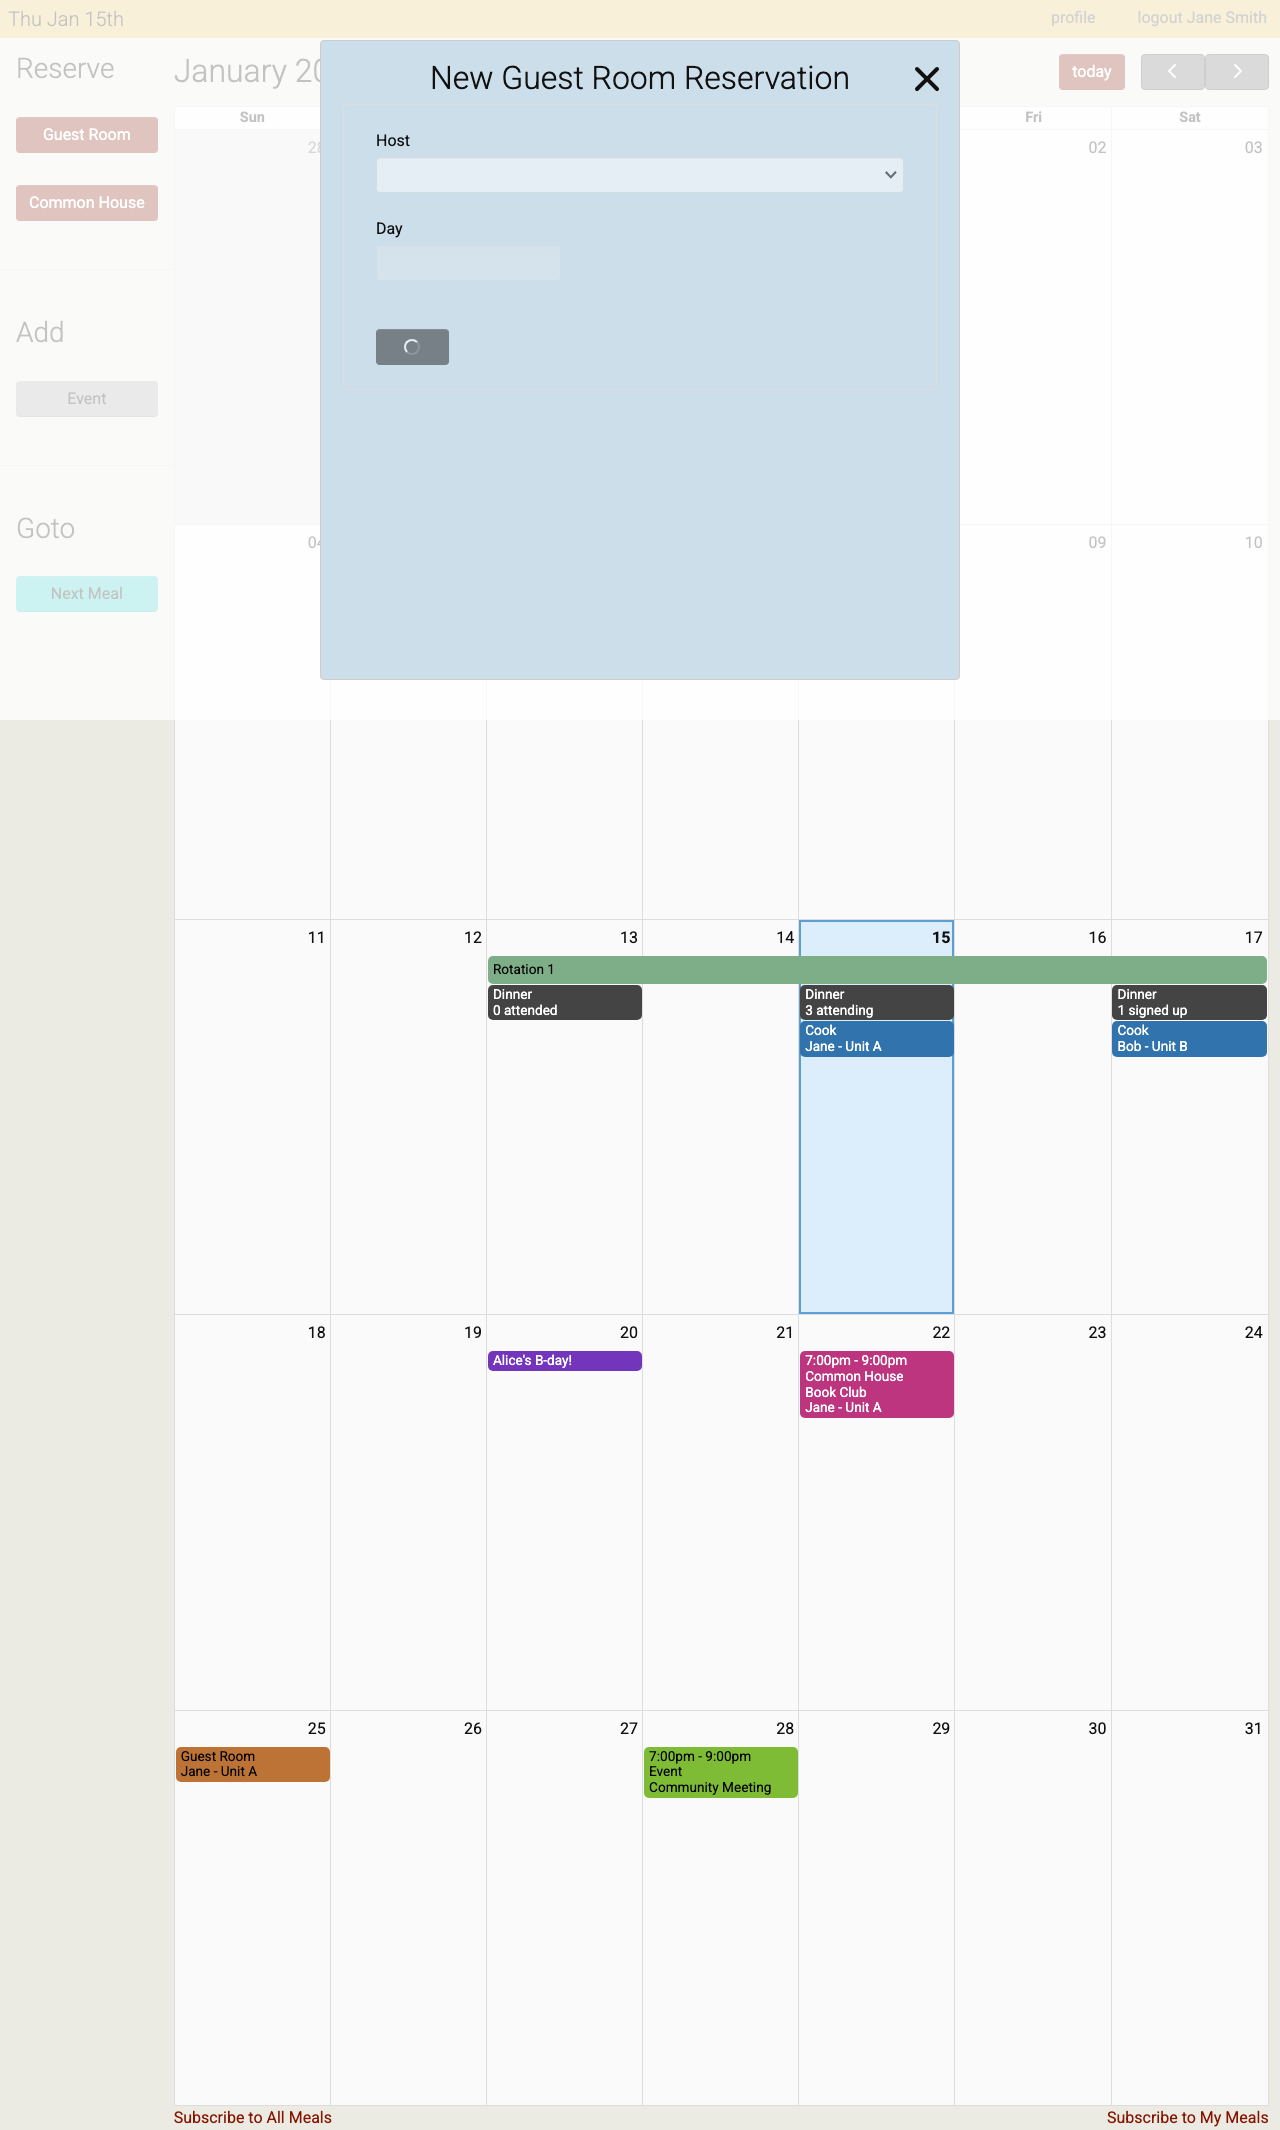 Thu Jan 15th
profile
logout Jane Smith
Reserve
Guest Room
Common House
Add
Event
Goto
Next Meal
January 20
today
New Guest Room Reservation
Host
Day
Sun
Fri
Sat
28
02
03
04
09
10
11
12
13
14
15
16
17
Rotation 1
Dinner
0 attended
Dinner
3 attending
Cook
Jane - Unit A
Dinner
1 signed up
Cook
Bob - Unit B
18
19
20
21
22
23
24
Alice's B-day!
7:00pm - 9:00pm
Common House
Book Club
Jane - Unit A
25
26
27
28
29
30
31
Guest Room
Jane - Unit A
7:00pm - 9:00pm
Event
Community Meeting
Subscribe to All Meals
Subscribe to My Meals